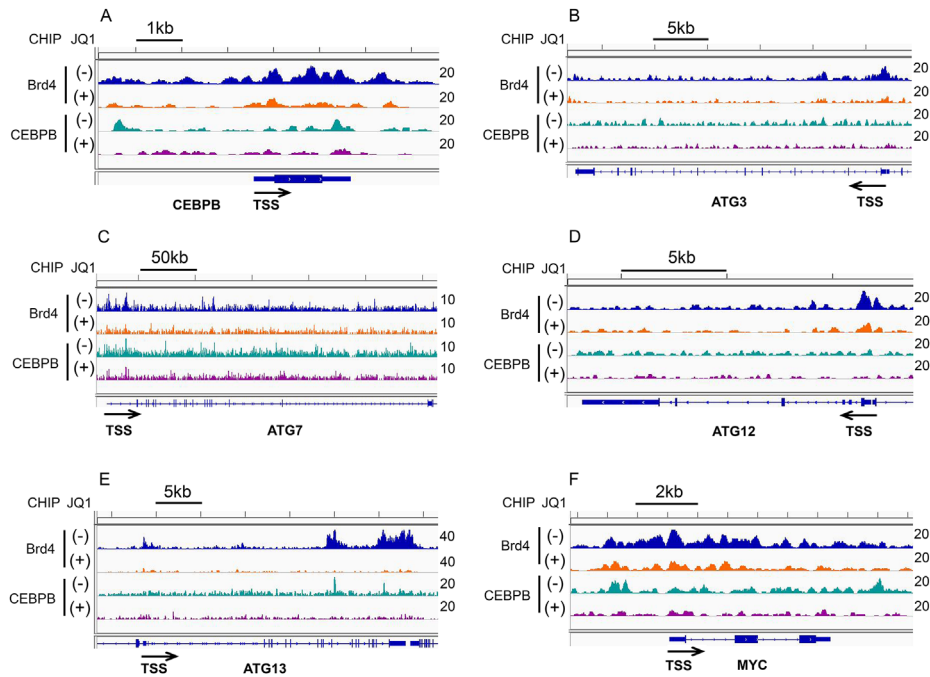 A
1kb
CHIP JQ1
Brd4 (-) 20
(+) 20
CEBPB (-) 20
(+) 20
CEBPB TSS
B
5kb
CHIP JQ1
Brd4 (-) 20
(+) 20
CEBPB (-) 20
(+) 20
ATG3 TSS
C
50kb
CHIP JQ1
Brd4 (-) 10
(+) 10
CEBPB (-) 10
(+) 10
TSS ATG7
D
5kb
CHIP JQ1
Brd4 (-) 20
(+) 20
CEBPB (-) 20
(+) 20
ATG12 TSS
E
5kb
CHIP JQ1
Brd4 (-) 40
(+) 40
CEBPB (-) 20
(+) 20
TSS ATG13
F
2kb
CHIP JQ1
Brd4 (-) 20
(+) 20
CEBPB (-) 20
(+) 20
TSS MYC